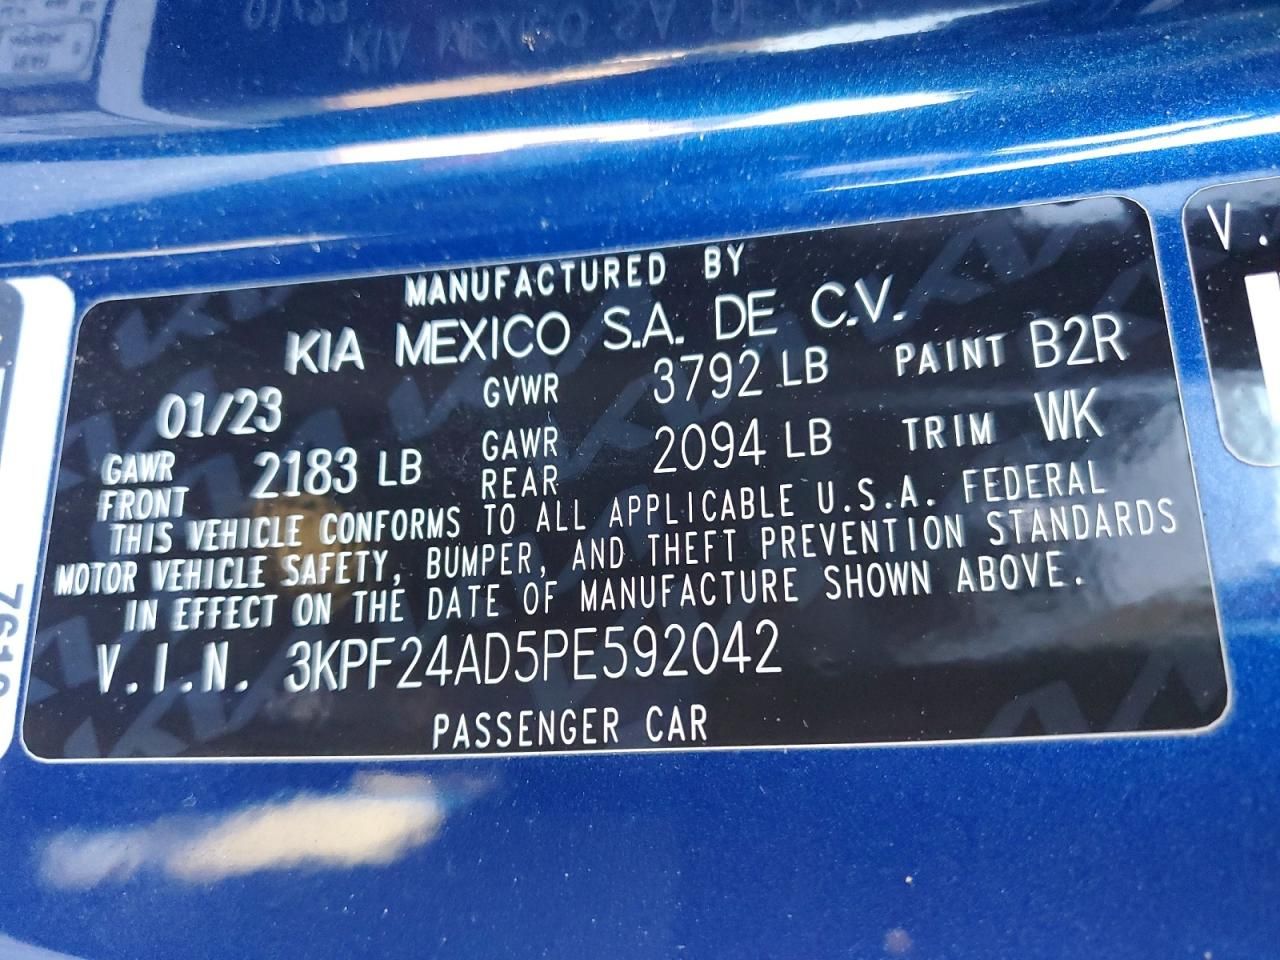 MANUFACTURED BY
KIA MEXICO S.A. DE C.V.
01/23 GVWR 3792 LB PAINT B2R
GAWR FRONT 2183 LB GAWR REAR 2094 LB TRIM WK
THIS VEHICLE CONFORMS TO ALL APPLICABLE U.S.A. FEDERAL
MOTOR VEHICLE SAFETY, BUMPER, AND THEFT PREVENTION STANDARDS
IN EFFECT ON THE DATE OF MANUFACTURE SHOWN ABOVE.
V.I.N. 3KPF24AD5PE592042
PASSENGER CAR
V.